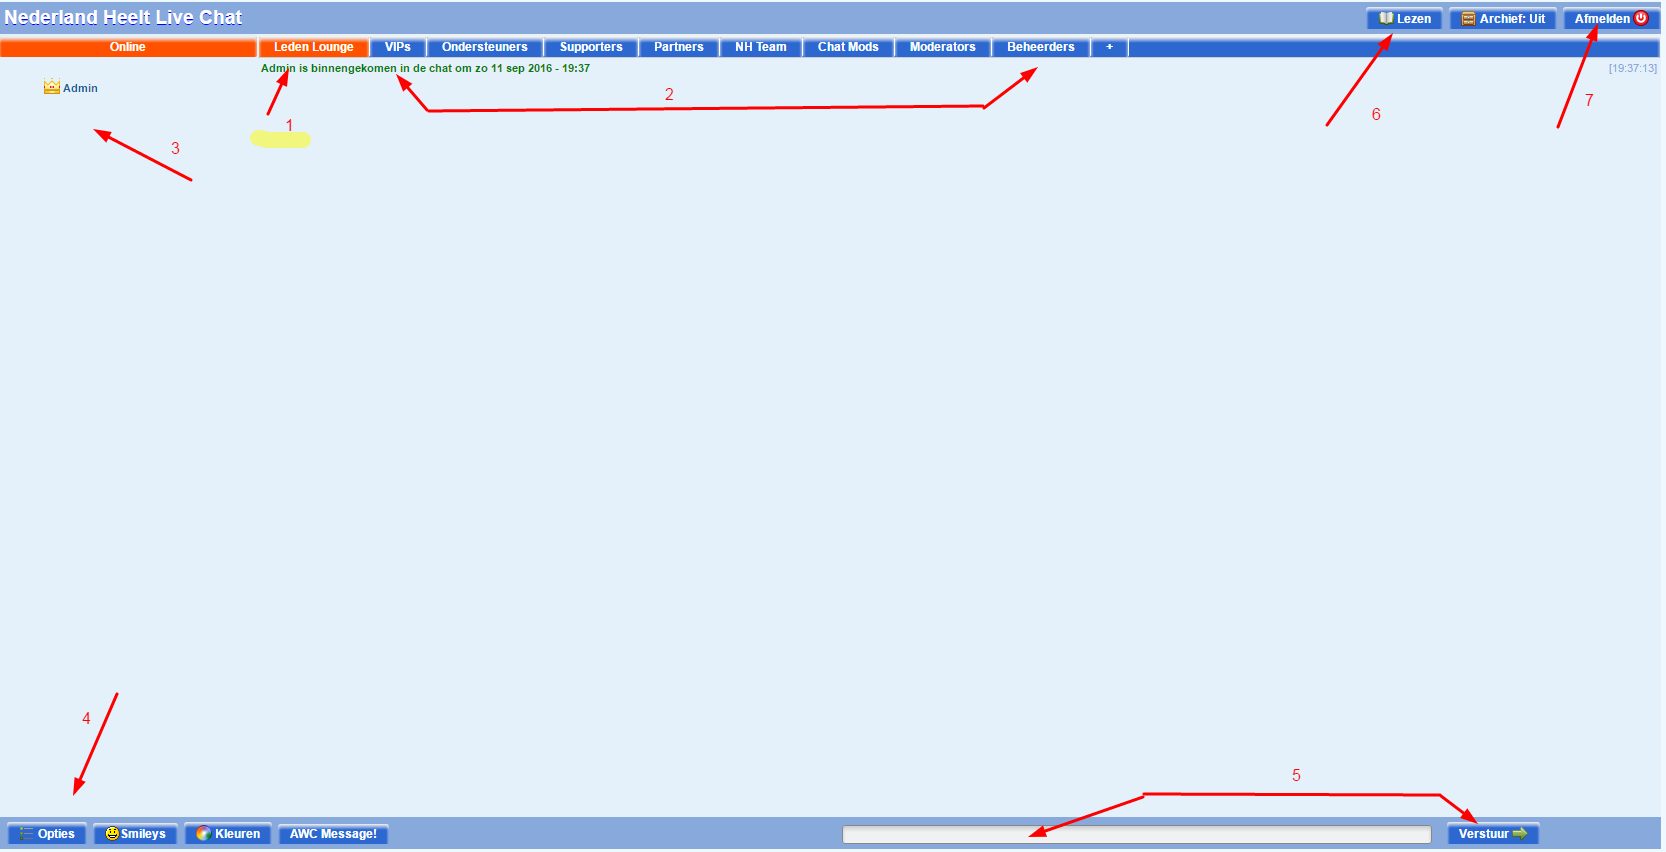 Nederland Heelt Live Chat
Lezen Archief: Uit Afmelden
Online Leden Lounge VIPs Ondersteuners Supporters Partners NH Team Chat Mods Moderators Beheerders +
Admin is binnengekomen in de chat om zo 11 sep 2016 - 19:37 [19:37:13]
Admin
2
7
6
1
3
4
5
Opties Smileys Kleuren AWC Message! Verstuur